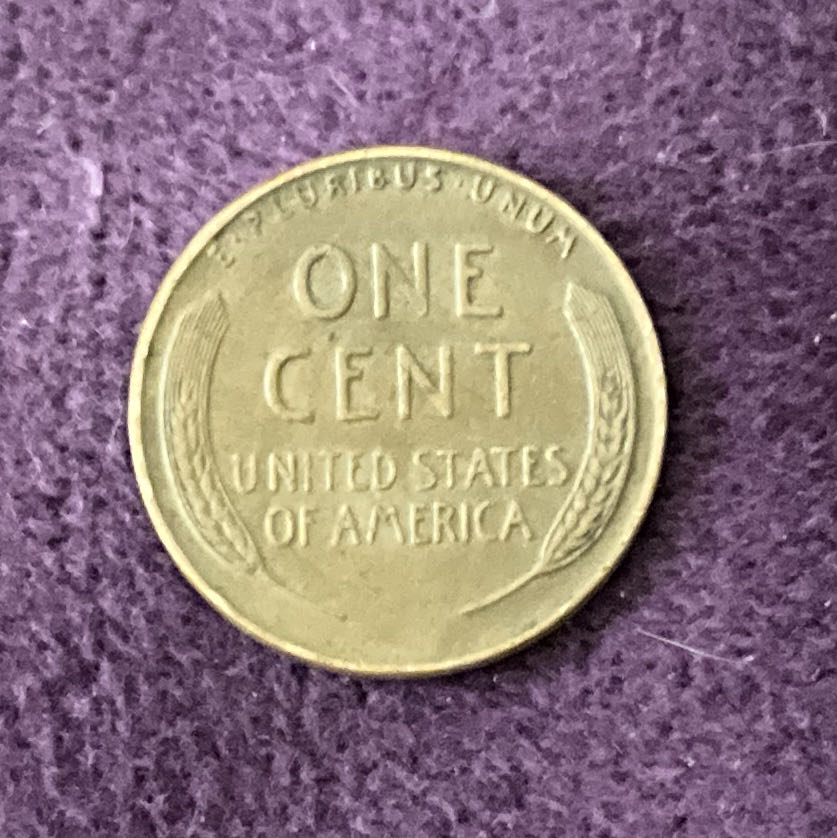 E·PLURIBUS·UNUM
ONE
CENT
UNITED STATES
OF AMERICA